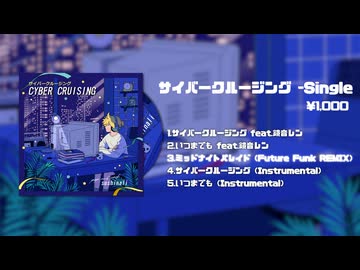 サイバークルージング
CYBER CRUISING
sushinali
サイバークルージング -Single
¥1,000
1.サイバークルージング feat.鏡音レン
2.いつまでも feat.鏡音レン
3.ミッドナイトパレイド (Future Funk REMIX)
4.サイバークルージング (Instrumental)
5.いつまでも (Instrumental)